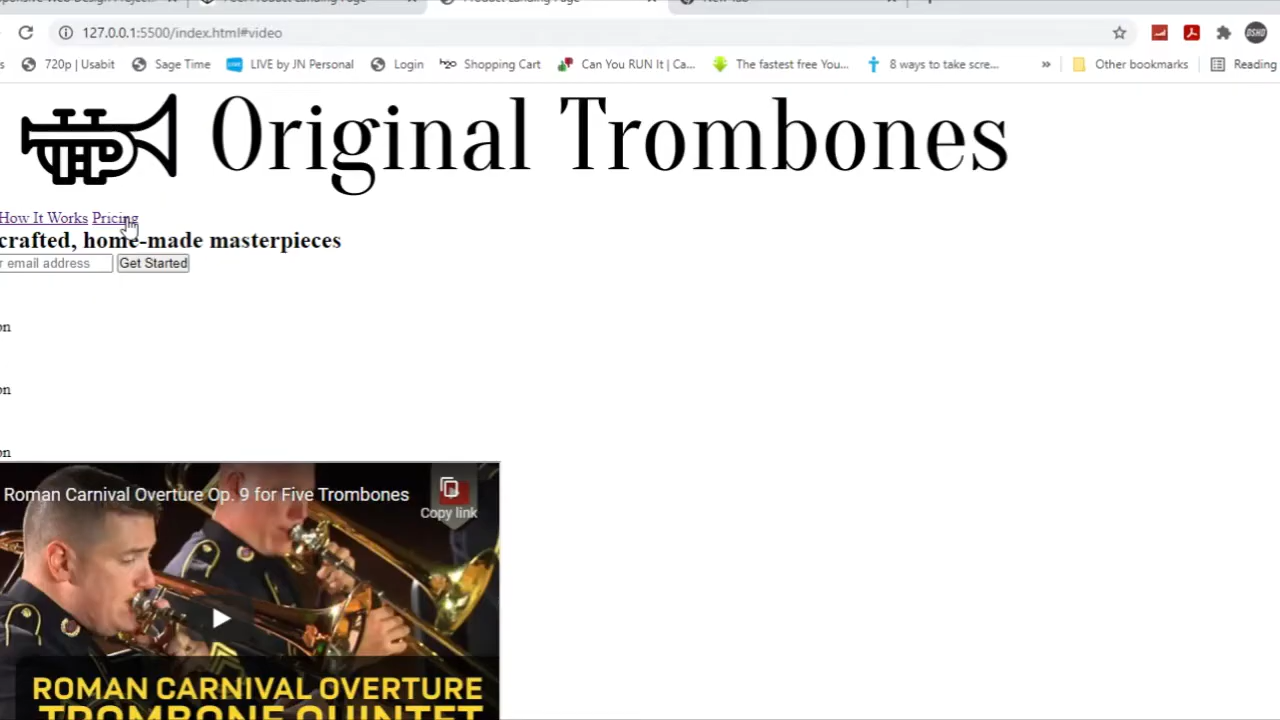 127.0.0.1:5500/index.html#video
720p | Usabit Sage Time LIVE by JN Personal Login Shopping Cart Can You RUN It | Ca... The fastest free You... 8 ways to take scre... » Other bookmarks Reading
Original Trombones
How It Works Pricing
crafted, home-made masterpieces
r email address Get Started
on
on
on
Roman Carnival Overture Op. 9 for Five Trombones
Copy link
ROMAN CARNIVAL OVERTURE
TROMBONE QUINTET